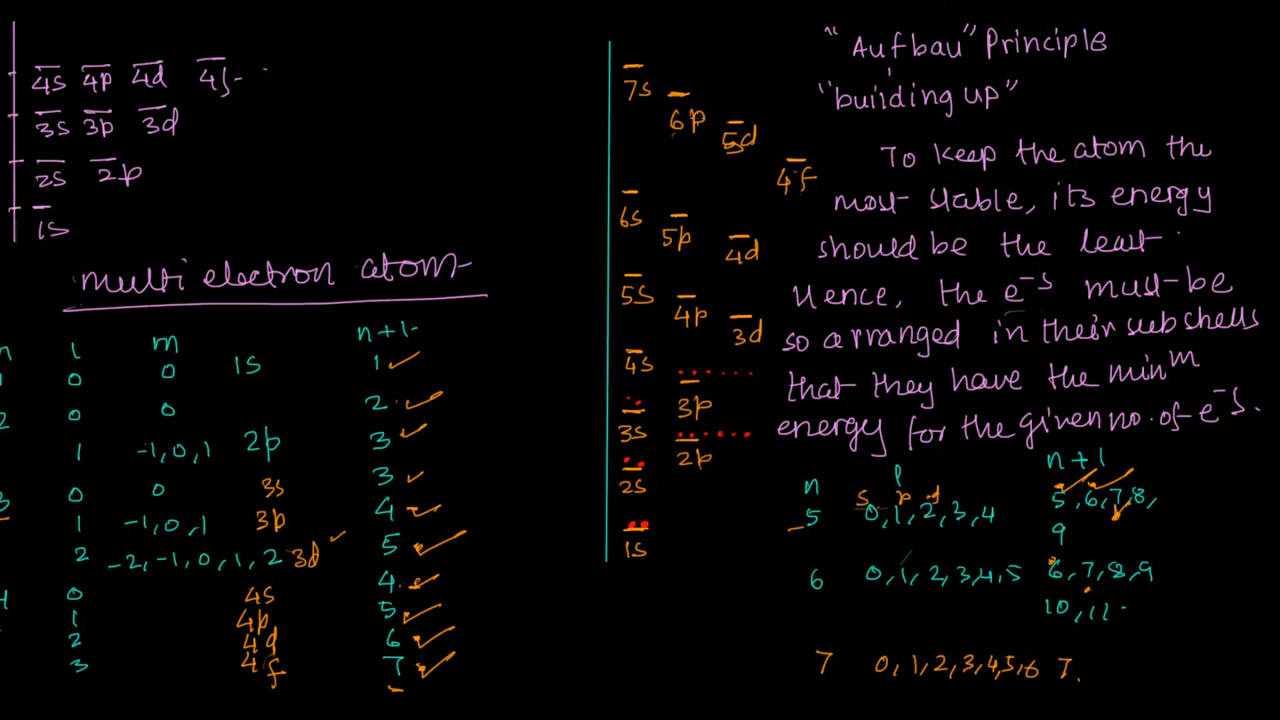 4s 4p 4d 4f
3s 3p 3d
2s 2p
1s
multi electron atom
l m n+l
0 0 1s 1
2 0 0 2
1 -1,0,1 2p 3
3 0 0 3s 3
1 -1,0,1 3p 4
2 -2,-1,0,1,2 3d 5
0 4s 4
1 4p 5
2 4d 6
3 4f 7
7s
6p
5d
4f
6s
5p
4d
5s
4p
3d
4s
3p
3s
2p
2s
1s
"Aufbau" Principle
"building up"
To keep the atom the
most stable, its energy
should be the least
Hence, the e⁻s must be
so arranged in their subshells
that they have the minᵐ
energy for the given no. of e⁻s.
n l n+l
s p d
5 0,1,2,3,4 5,6,7,8,
9
6 0,1,2,3,4,5 6,7,8,9
10,11
7 0,1,2,3,4,5,6 7.